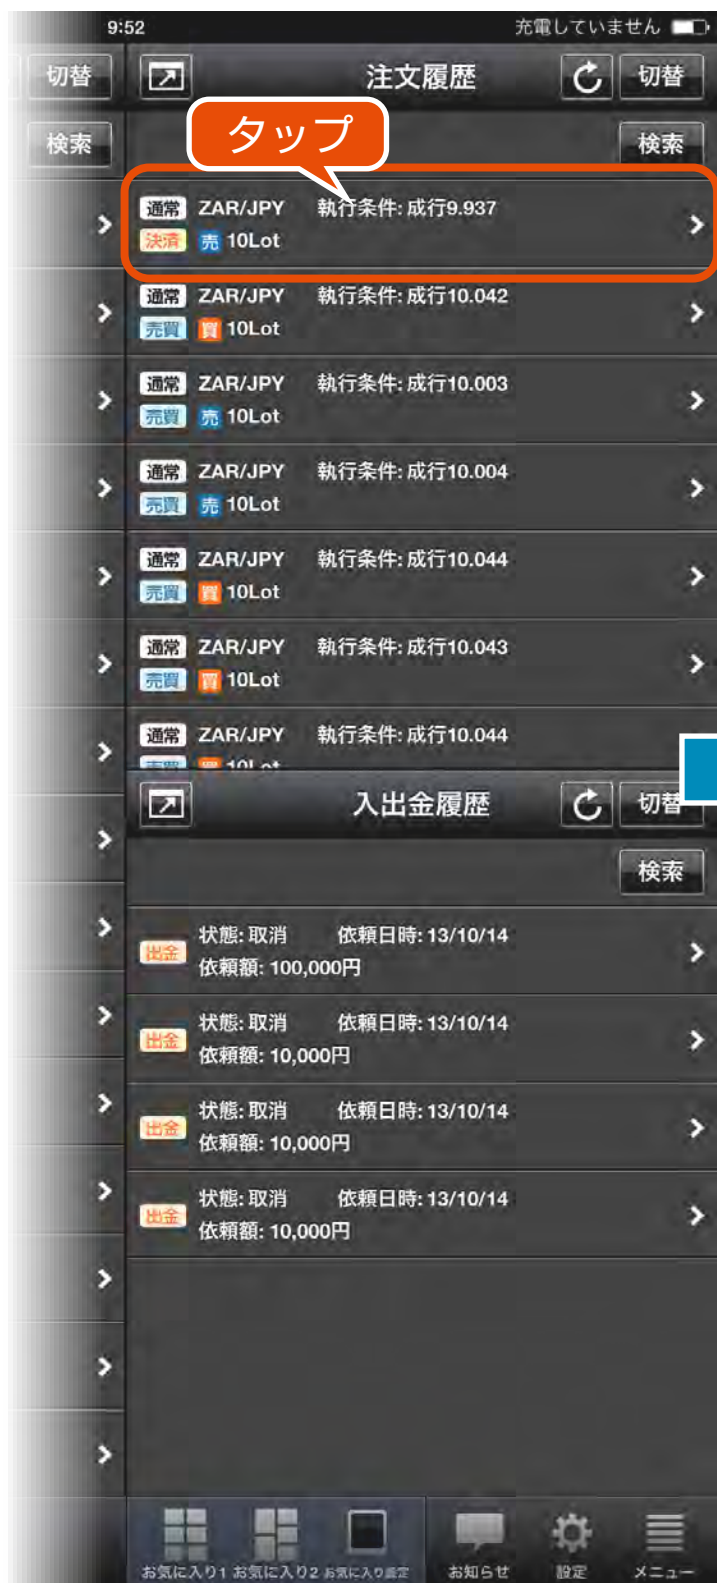 9:52 充電していません
切替 注文履歴 切替
検索 タップ 検索
通常 ZAR/JPY 執行条件: 成行9.937
決済 売 10Lot
通常 ZAR/JPY 執行条件: 成行10.042
売買 買 10Lot
通常 ZAR/JPY 執行条件: 成行10.003
売買 売 10Lot
通常 ZAR/JPY 執行条件: 成行10.004
売買 売 10Lot
通常 ZAR/JPY 執行条件: 成行10.044
売買 買 10Lot
通常 ZAR/JPY 執行条件: 成行10.043
売買 買 10Lot
通常 ZAR/JPY 執行条件: 成行10.044
売買 買 10Lot
入出金履歴 切替
検索
状態: 取消 依頼日時: 13/10/14
出金
依頼額: 100,000円
状態: 取消 依頼日時: 13/10/14
出金
依頼額: 10,000円
状態: 取消 依頼日時: 13/10/14
出金
依頼額: 10,000円
状態: 取消 依頼日時: 13/10/14
出金
依頼額: 10,000円
お気に入り1 お気に入り2 お気に入り設定 お知らせ 設定 メニュー